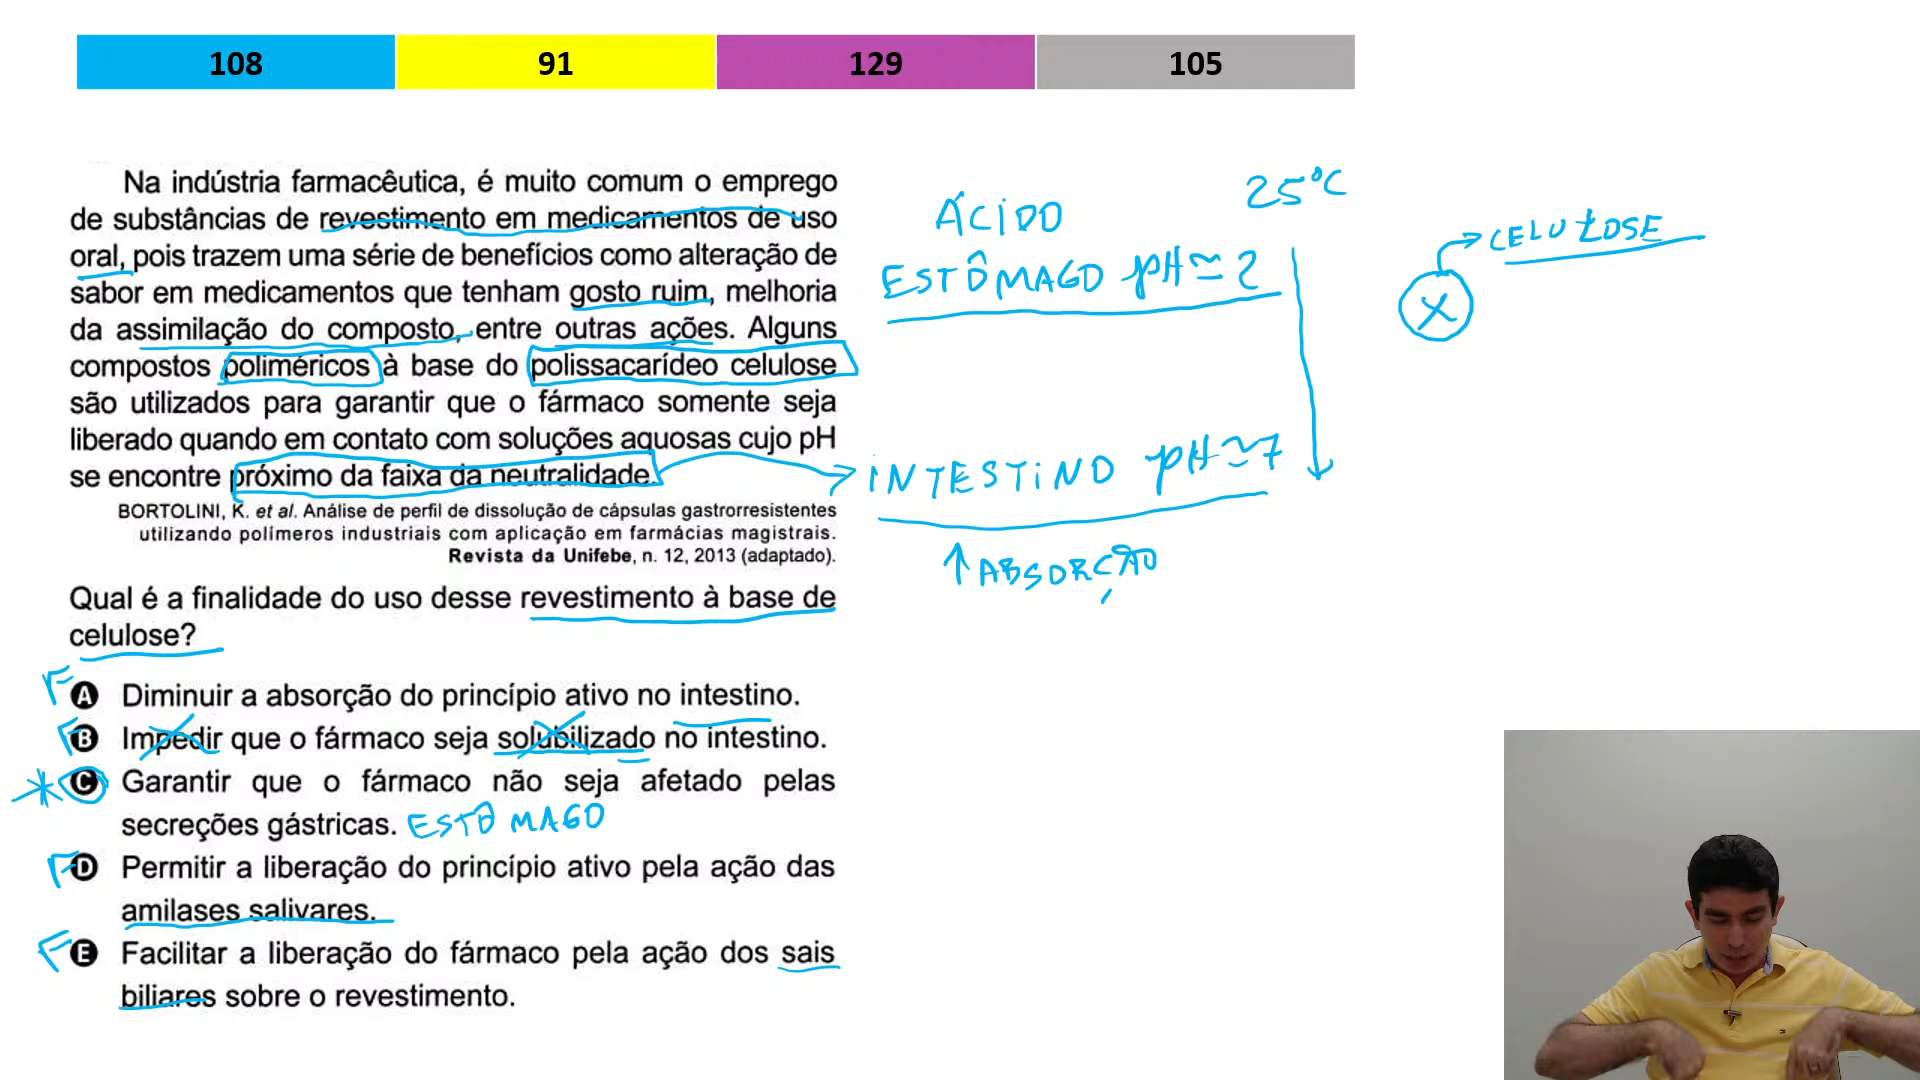 108 91 129 105
Na indústria farmacêutica, é muito comum o emprego
de substâncias de revestimento em medicamentos de uso
oral, pois trazem uma série de benefícios como alteração de
sabor em medicamentos que tenham gosto ruim, melhoria
da assimilação do composto, entre outras ações. Alguns
compostos poliméricos à base do polissacarídeo celulose
são utilizados para garantir que o fármaco somente seja
liberado quando em contato com soluções aquosas cujo pH
se encontre próximo da faixa da neutralidade.
BORTOLINI, K. et al. Análise de perfil de dissolução de cápsulas gastrorresistentes
utilizando polímeros industriais com aplicação em farmácias magistrais.
Revista da Unifebe, n. 12, 2013 (adaptado).
Qual é a finalidade do uso desse revestimento à base de
celulose?
F A Diminuir a absorção do princípio ativo no intestino.
F B Impedir que o fármaco seja solubilizado no intestino.
* C Garantir que o fármaco não seja afetado pelas
secreções gástricas. ESTÔMAGO
F D Permitir a liberação do princípio ativo pela ação das
amilases salivares.
F E Facilitar a liberação do fármaco pela ação dos sais
biliares sobre o revestimento.
25°C
ÁCIDO
ESTÔMAGO pH ≅ 2
INTESTINO pH ≅ 7
↑ ABSORÇÃO
CELULOSE
X